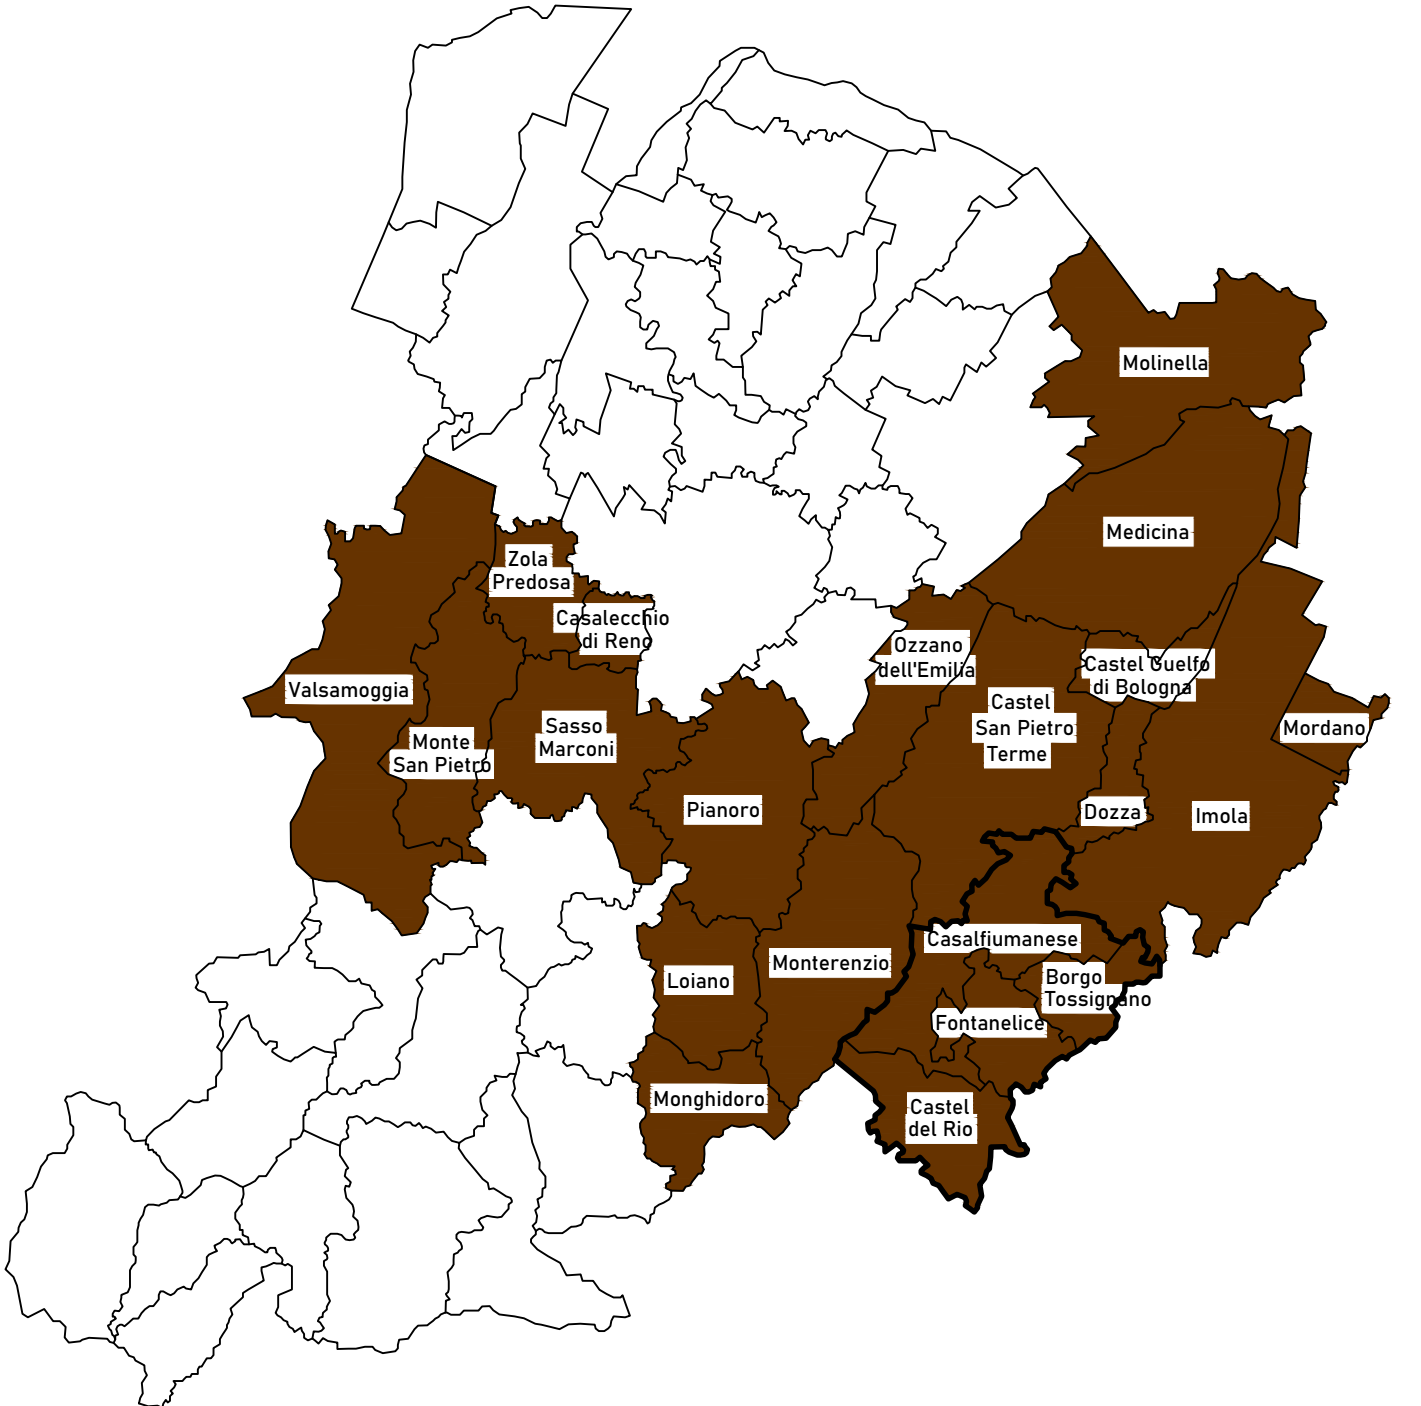 Molinella
Medicina
Zola
Predosa
Casalecchio
di Reno
Ozzano
dell'Emilia
Castel Guelfo
di Bologna
Valsamoggia
Castel
San Pietro
Terme
Mordano
Sasso
Marconi
Monte
San Pietro
Pianoro
Dozza
Imola
Casalfiumanese
Monterenzio
Loiano
Borgo
Tossignano
Fontanelice
Monghidoro
Castel
del Rio